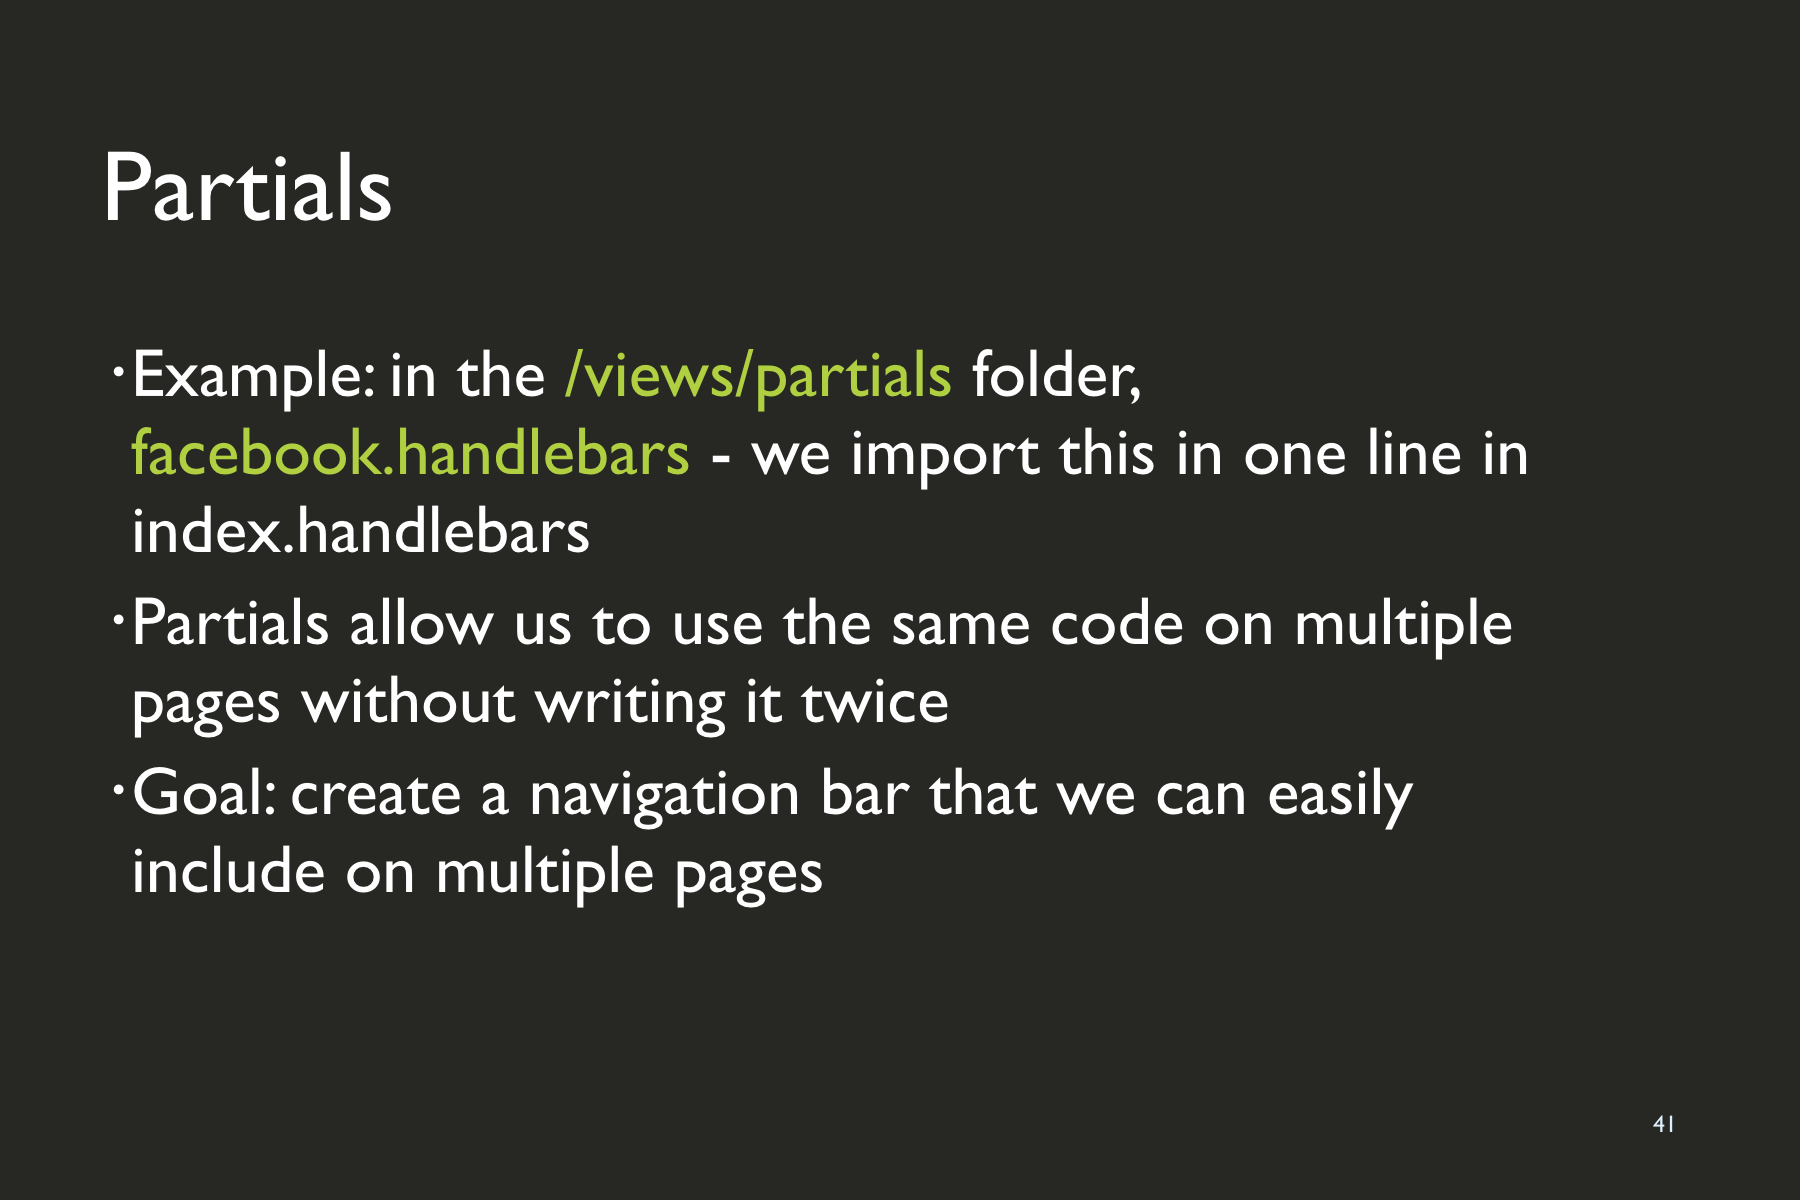 Partials
·Example: in the /views/partials folder,
facebook.handlebars - we import this in one line in
index.handlebars
·Partials allow us to use the same code on multiple
pages without writing it twice
·Goal: create a navigation bar that we can easily
include on multiple pages
41